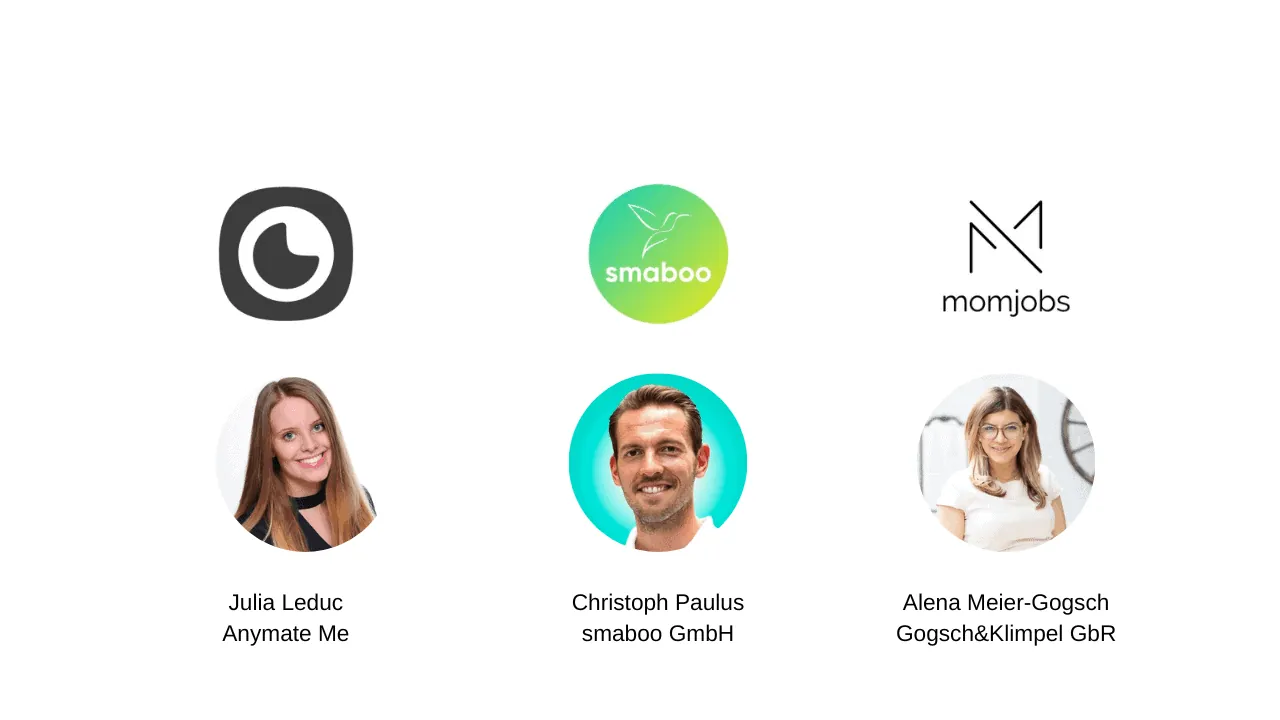 smaboo
momjobs
Julia Leduc
Anymate Me
Christoph Paulus
smaboo GmbH
Alena Meier-Gogsch
Gogsch&Klimpel GbR